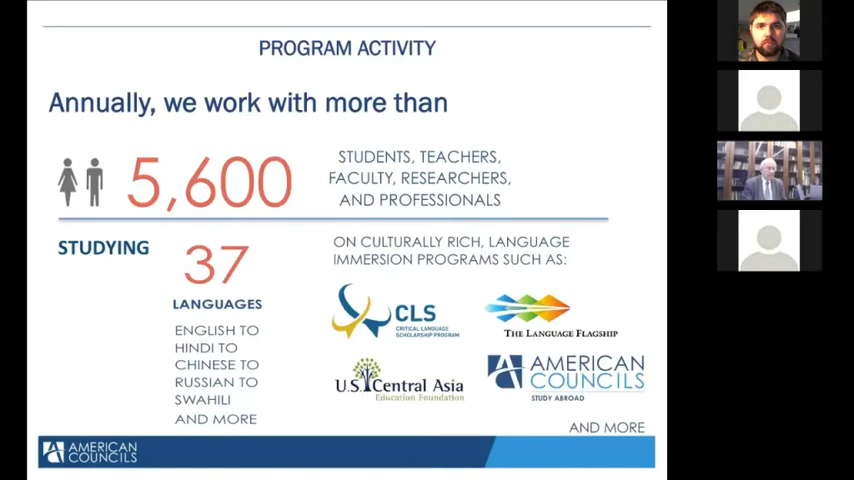 PROGRAM ACTIVITY
Annually, we work with more than
5,600
STUDENTS, TEACHERS,
FACULTY, RESEARCHERS,
AND PROFESSIONALS
STUDYING
37
LANGUAGES
ENGLISH TO
HINDI TO
CHINESE TO
RUSSIAN TO
SWAHILI
AND MORE
ON CULTURALLY RICH, LANGUAGE
IMMERSION PROGRAMS SUCH AS:
CLS
CRITICAL LANGUAGE
SCHOLARSHIP PROGRAM
THE LANGUAGE FLAGSHIP
U.S. Central Asia
Education Foundation
AMERICAN
COUNCILS
STUDY ABROAD
AND MORE
AMERICAN
COUNCILS